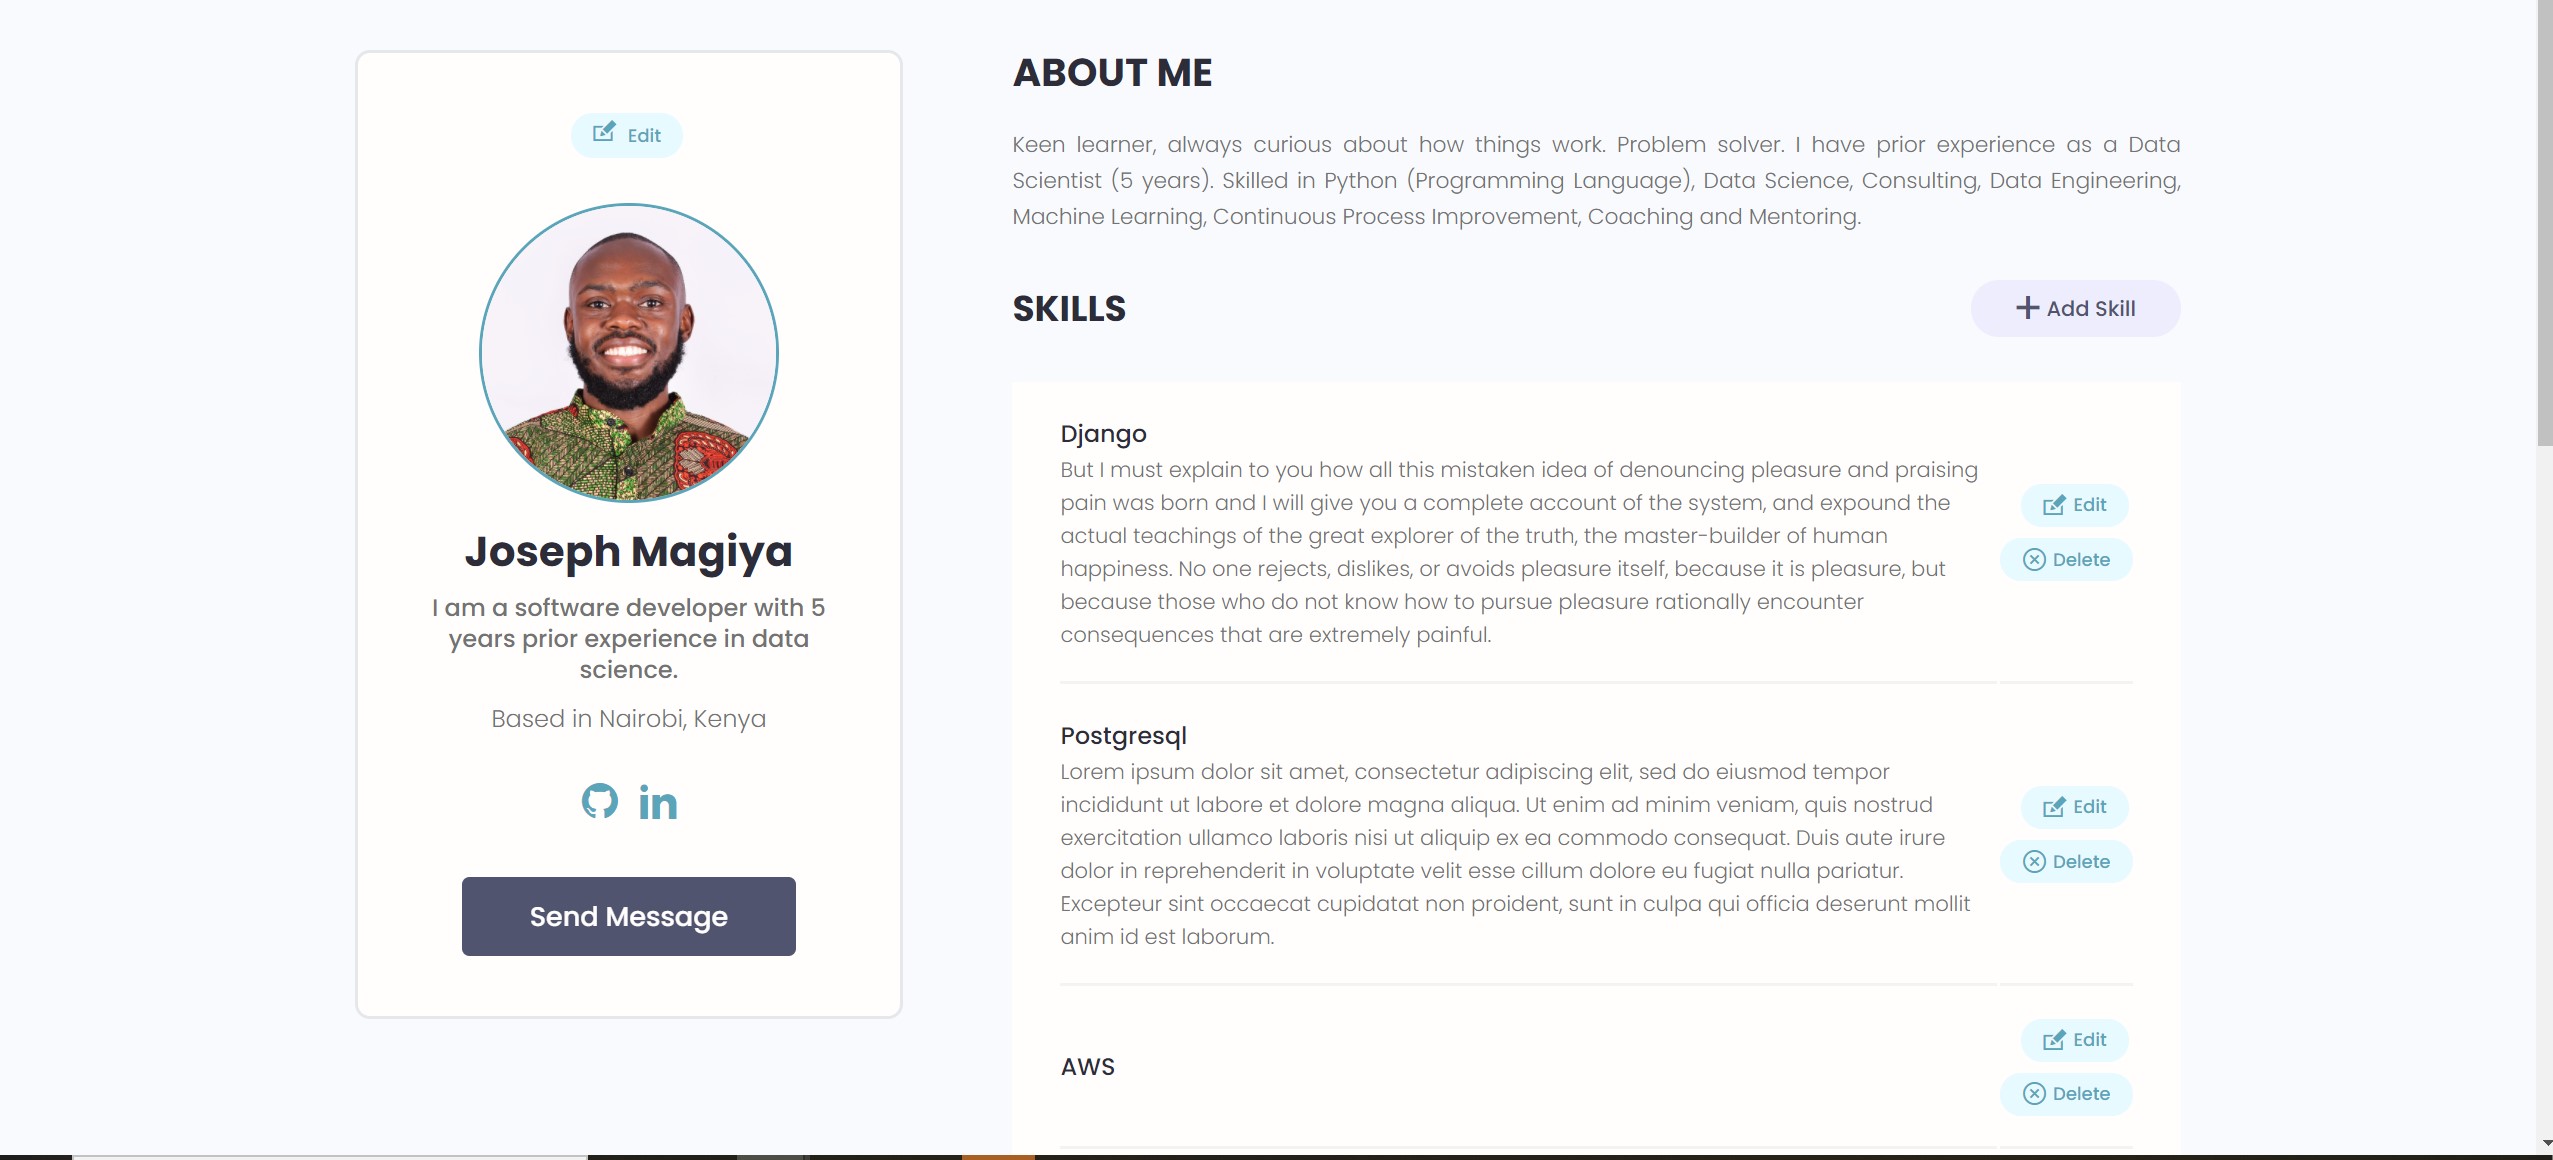 Edit
Joseph Magiya
I am a software developer with 5
years prior experience in data
science.
Based in Nairobi, Kenya
in
Send Message
ABOUT ME
Keen learner, always curious about how things work. Problem solver. I have prior experience as a Data
Scientist (5 years). Skilled in Python (Programming Language), Data Science, Consulting, Data Engineering,
Machine Learning, Continuous Process Improvement, Coaching and Mentoring.
SKILLS
Add Skill
Django
But I must explain to you how all this mistaken idea of denouncing pleasure and praising
pain was born and I will give you a complete account of the system, and expound the
actual teachings of the great explorer of the truth, the master-builder of human
happiness. No one rejects, dislikes, or avoids pleasure itself, because it is pleasure, but
because those who do not know how to pursue pleasure rationally encounter
consequences that are extremely painful.
Edit
Delete
Postgresql
Lorem ipsum dolor sit amet, consectetur adipiscing elit, sed do eiusmod tempor
incididunt ut labore et dolore magna aliqua. Ut enim ad minim veniam, quis nostrud
exercitation ullamco laboris nisi ut aliquip ex ea commodo consequat. Duis aute irure
dolor in reprehenderit in voluptate velit esse cillum dolore eu fugiat nulla pariatur.
Excepteur sint occaecat cupidatat non proident, sunt in culpa qui officia deserunt mollit
anim id est laborum.
Edit
Delete
AWS
Edit
Delete